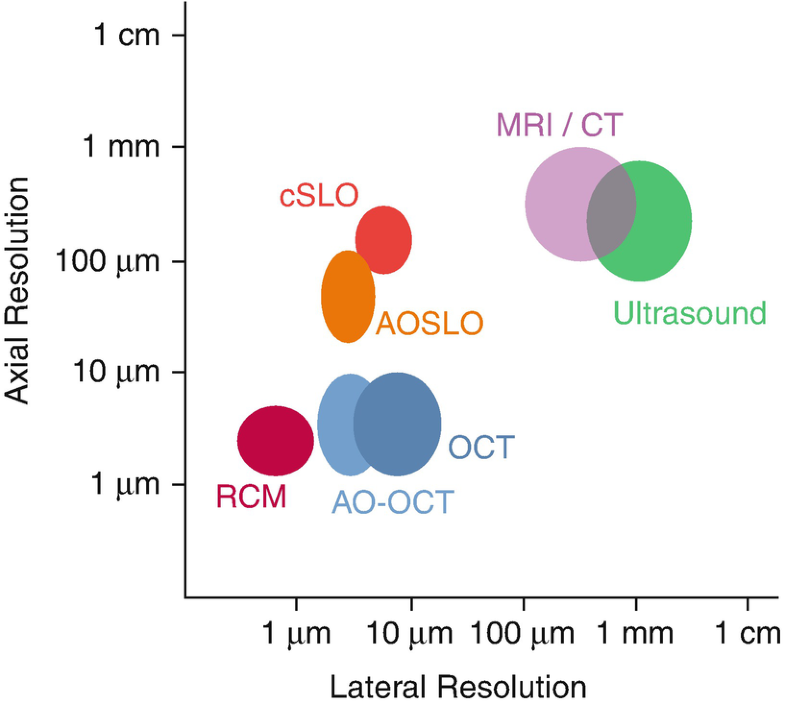 1 cm
MRI / CT
1 mm
cSLO
100 μm
Ultrasound
AOSLO
10 μm
OCT
1 μm
RCM
AO-OCT
Axial Resolution
1 μm 10 μm 100 μm 1 mm 1 cm
Lateral Resolution